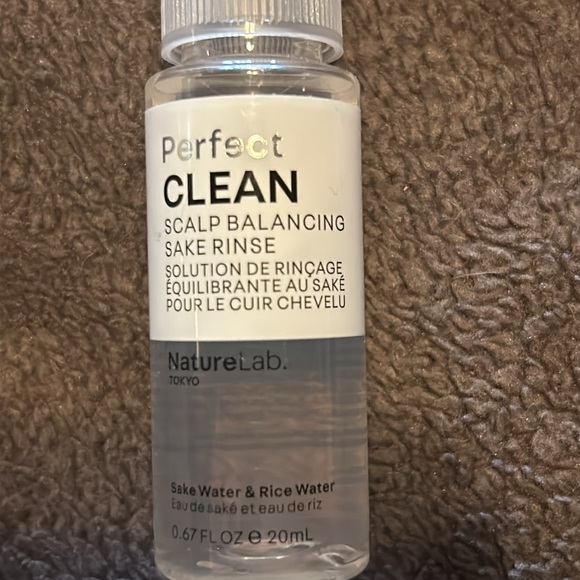 Perfect
CLEAN
SCALP BALANCING
SAKE RINSE
SOLUTION DE RINÇAGE
ÉQUILIBRANTE AU SAKÉ
POUR LE CUIR CHEVELU
NatureLab.
TOKYO
Sake Water & Rice Water
Eau de saké et eau de riz
0.67 FL OZ ℮ 20mL